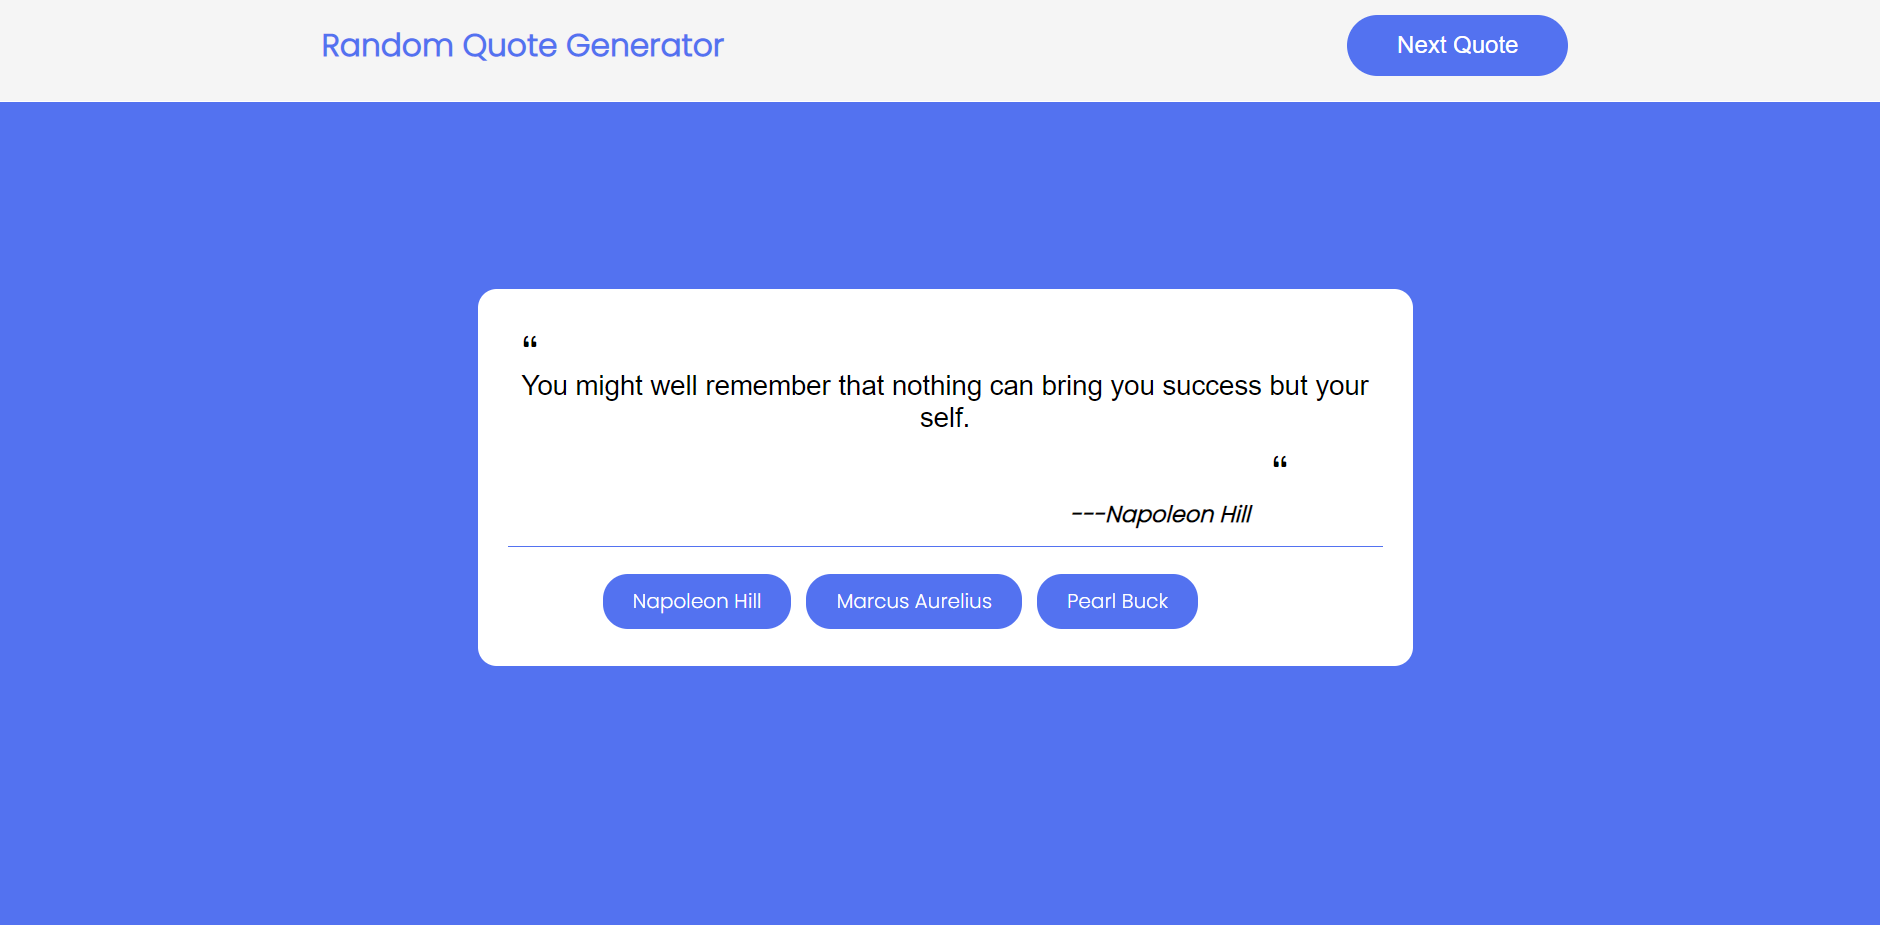 Random Quote Generator
Next Quote
“
You might well remember that nothing can bring you success but your
self.
“
---Napoleon Hill
Napoleon Hill
Marcus Aurelius
Pearl Buck